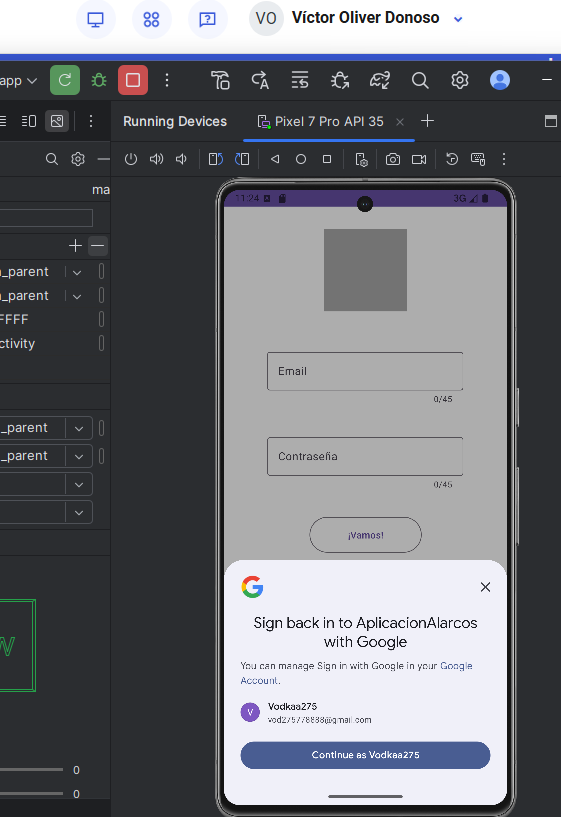 VO Víctor Oliver Donoso
app
Running Devices
Pixel 7 Pro API 35
ma
_parent
_parent
FFFF
ctivity
_parent
_parent
0
0
11:24
3G
Email
0/45
Contraseña
0/45
¡Vamos!
Sign back in to AplicacionAlarcos
with Google
You can manage Sign in with Google in your Google
Account.
V
Vodkaa275
vod275778888@gmail.com
Continue as Vodkaa275